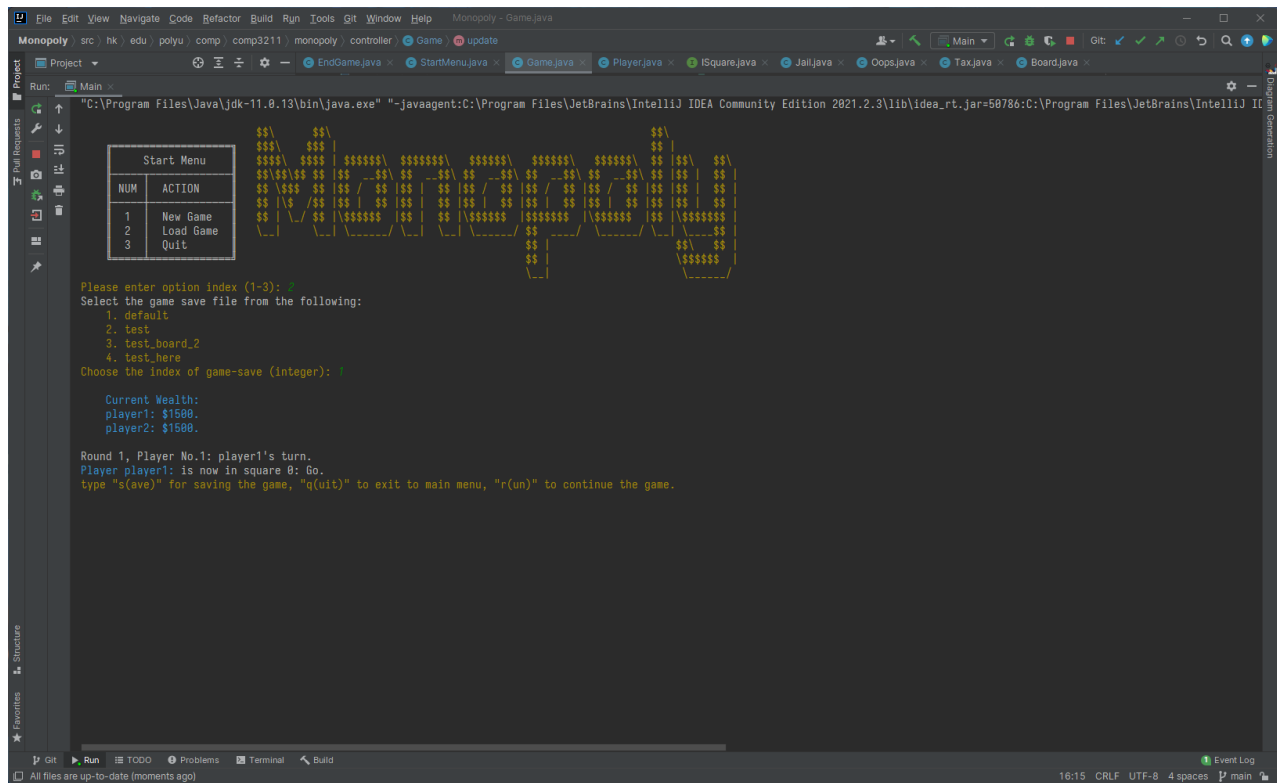 File Edit View Navigate Code Refactor Build Run Tools Git Window Help Monopoly - Game.java
Monopoly src hk edu polyu comp comp3211 monopoly controller Game update
Main Git:
Project EndGame.java StartMenu.java Game.java Player.java ISquare.java Jail.java Oops.java Tax.java Board.java
Run: Main
"C:\Program Files\Java\jdk-11.0.13\bin\java.exe" "-javaagent:C:\Program Files\JetBrains\IntelliJ IDEA Community Edition 2021.2.3\lib\idea_rt.jar=50786:C:\Program Files\JetBrains\IntelliJ
Start Menu
NUM ACTION
1 New Game
2 Load Game
3 Quit
Monopoly
Please enter option index (1-3): 2
Select the game save file from the following:
1. default
2. test
3. test_board_2
4. test_here
Choose the index of game-save (integer): 1
Current Wealth:
player1: $1500.
player2: $1500.
Round 1, Player No.1: player1's turn.
Player player1: is now in square 0: Go.
type "s(ave)" for saving the game, "q(uit)" to exit to main menu, "r(un)" to continue the game.
Project
Pull Requests
Structure
Favorites
Diagram Generation
Git Run TODO Problems Terminal Build 1 Event Log
All files are up-to-date (moments ago) 16:15 CRLF UTF-8 4 spaces main